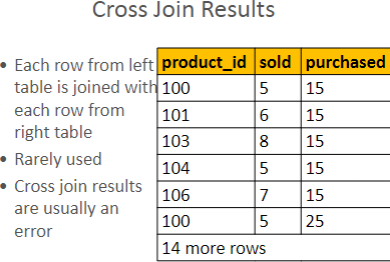 Cross Join Results
• Each row from left
table is joined with
each row from
right table
• Rarely used
• Cross join results
are usually an
error
product_id sold purchased
100 5 15
101 6 15
103 8 15
104 5 15
106 7 15
100 5 25
14 more rows